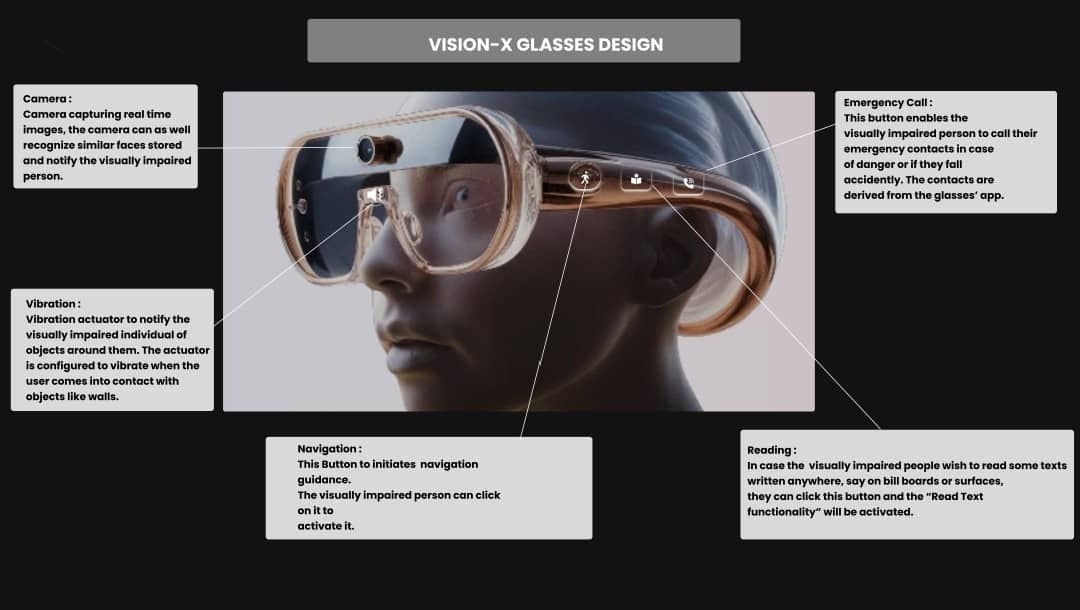 VISION-X GLASSES DESIGN
Camera :
Camera capturing real time
images, the camera can as well
recognize similar faces stored
and notify the visually impaired
person.
Emergency Call :
This button enables the
visually impaired person to call their
emergency contacts in case
of danger or if they fall
accidently. The contacts are
derived from the glasses’ app.
Vibration :
Vibration actuator to notify the
visually impaired individual of
objects around them. The actuator
is configured to vibrate when the
user comes into contact with
objects like walls.
Navigation :
This Button to initiates navigation
guidance.
The visually impaired person can click
on it to
activate it.
Reading :
In case the visually impaired people wish to read some texts
written anywhere, say on bill boards or surfaces,
they can click this button and the “Read Text
functionality” will be activated.